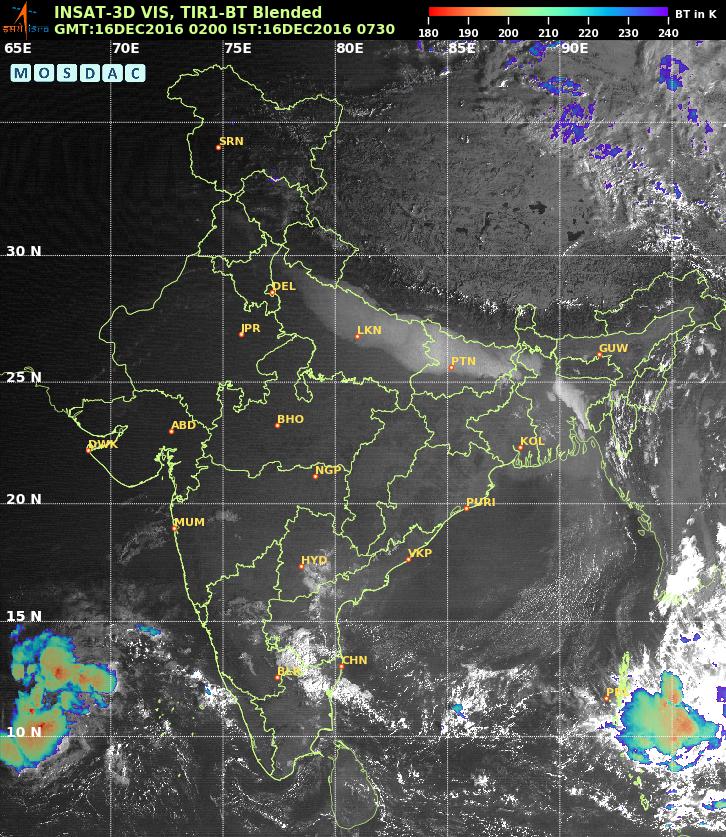 INSAT-3D VIS, TIR1-BT Blended
GMT:16DEC2016 0200 IST:16DEC2016 0730
BT in K
180 190 200 210 220 230 240
65E 70E 75E 80E 85E 90E
MOSDAC
SRN
30 N
DEL
JPR
LKN
GUW
PTN
25 N
ABD
BHO
DWK
KOL
NGP
20 N
PURI
MUM
VKP
HYD
15 N
CHN
10 N